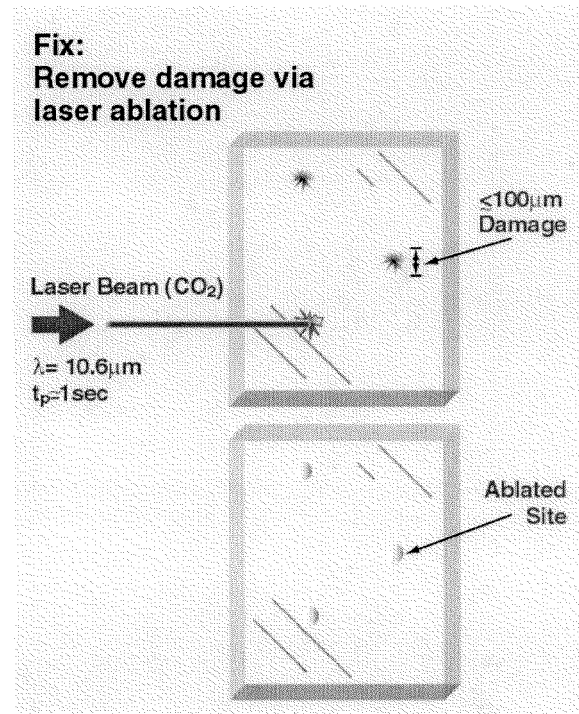 Fix:
Remove damage via
laser ablation
≤100μm
Damage
Laser Beam (CO₂)
λ= 10.6μm
tₚ=1sec
Ablated
Site